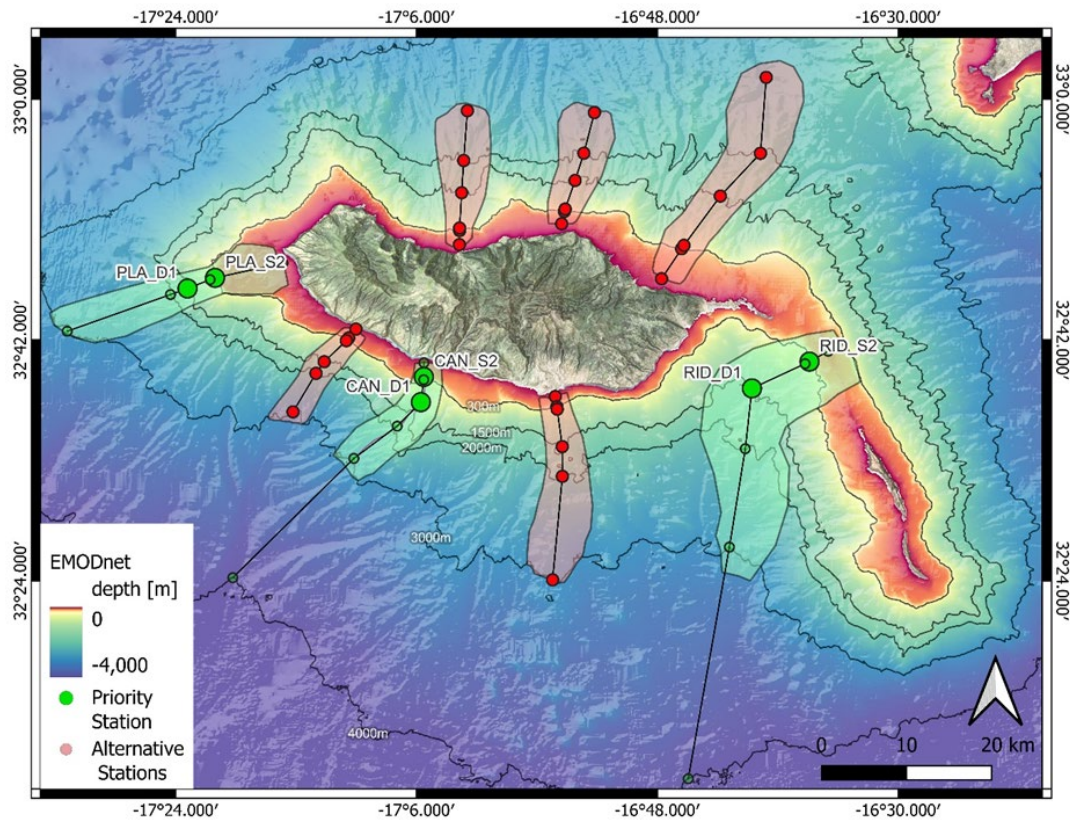 -17°24.000′ -17°6.000′ -16°48.000′ -16°30.000′
33°0.000′ 33°0.000′
PLA_D1 PLA_S2
32°42.000′ 32°42.000′
CAN_S2 RID_S2
CAN_D1 RID_D1
300m
1500m
2000m
3000m
32°24.000′ 32°24.000′
EMODnet
depth [m]
0
-4,000
Priority
Station
Alternative
Stations
4000m
0 10 20 km
-17°24.000′ -17°6.000′ -16°48.000′ -16°30.000′